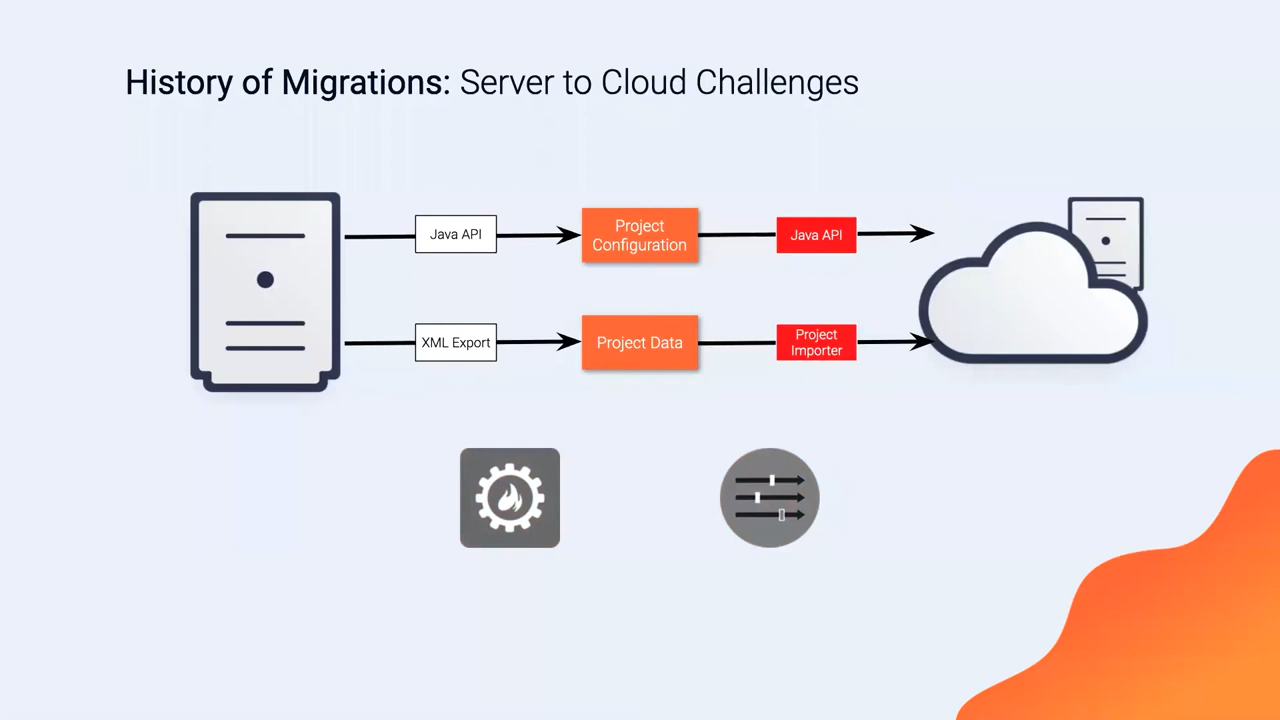 History of Migrations: Server to Cloud Challenges
Java API
Project
Configuration
Java API
XML Export
Project Data
Project
Importer